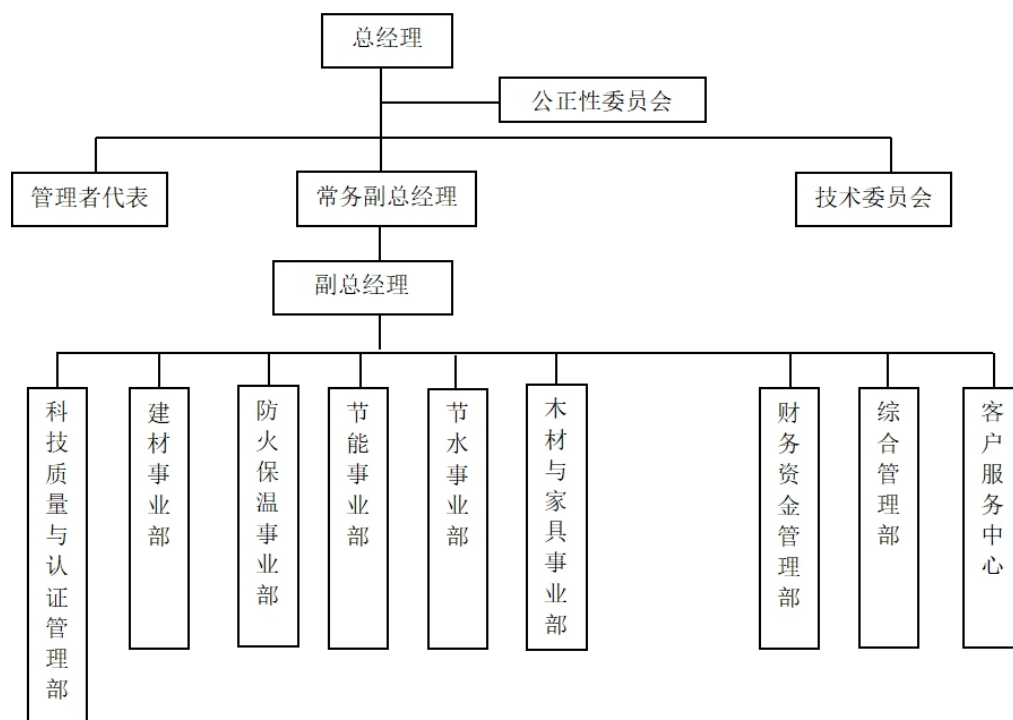 总经理
公正性委员会
管理者代表
常务副总经理
技术委员会
副总经理
科技质量与认证管理部
建材事业部
防火保温事业部
节能事业部
节水事业部
木材与家具事业部
财务资金管理部
综合管理部
客户服务中心